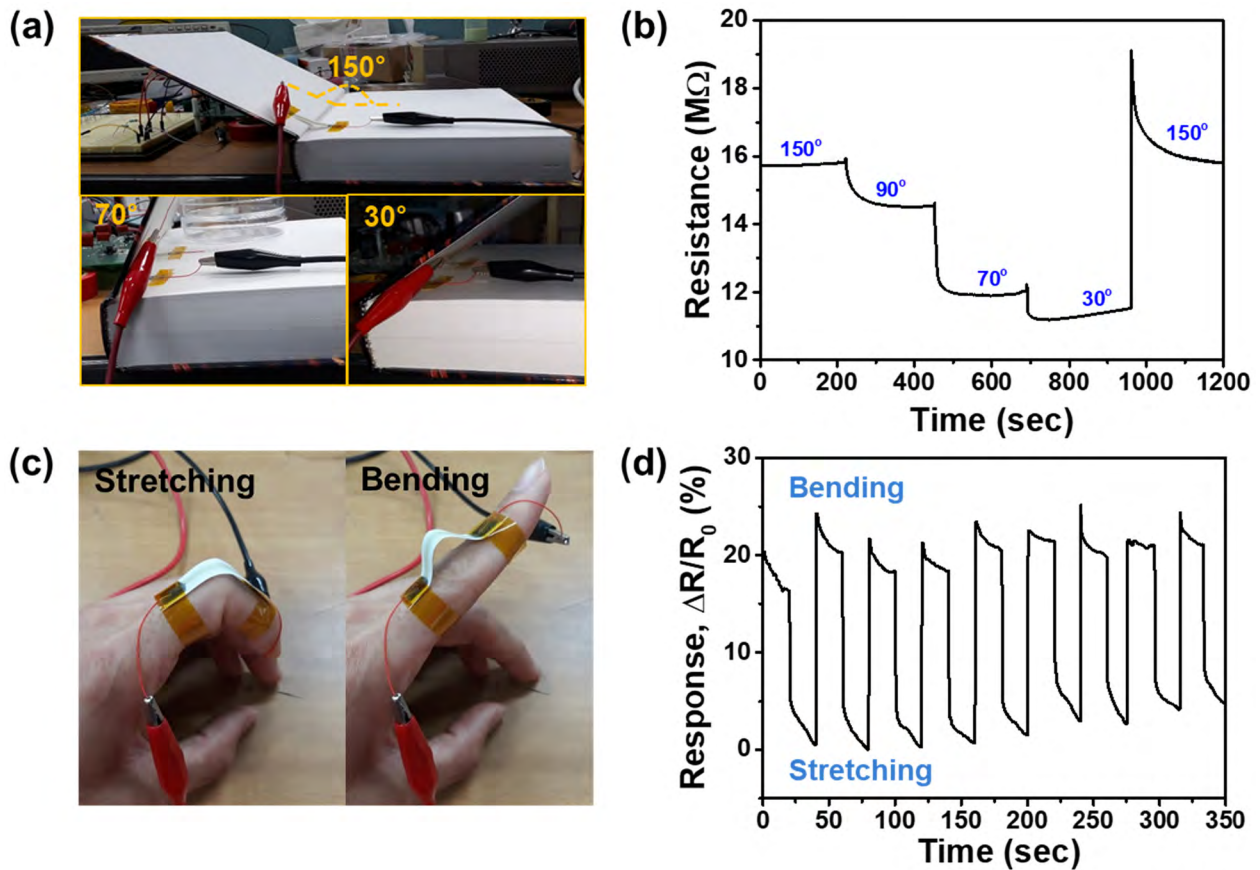 (a)
150°
70°
30°
(b)
Resistance (MΩ)
20
18
16
14
12
10
150°
90°
70°
30°
150°
0
200
400
600
800
1000
1200
Time (sec)
(c)
Stretching
Bending
(d)
Response, ΔR/R₀ (%)
30
20
10
0
Bending
Stretching
0
50
100
150
200
250
300
350
Time (sec)